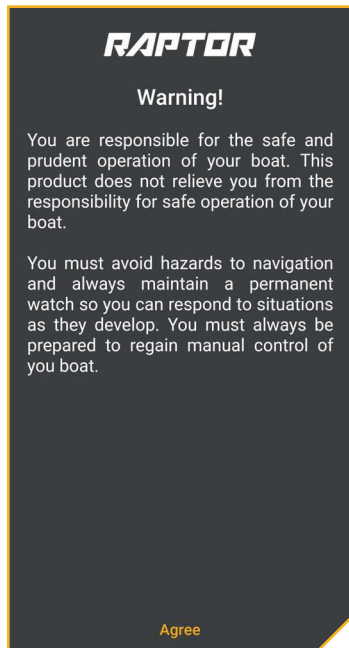 RAPTOR
Warning!
You are responsible for the safe and
prudent operation of your boat. This
product does not relieve you from the
responsibility for safe operation of your
boat.
You must avoid hazards to navigation
and always maintain a permanent
watch so you can respond to situations
as they develop. You must always be
prepared to regain manual control of
you boat.
Agree